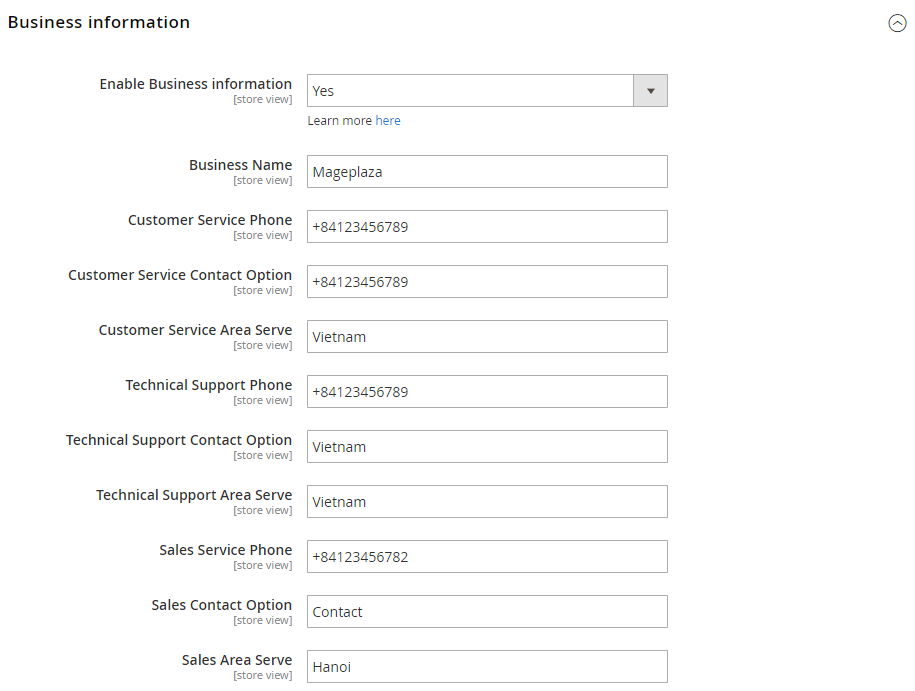 Business information
Enable Business information
[store view]
Yes
Learn more here
Business Name
[store view]
Mageplaza
Customer Service Phone
[store view]
+84123456789
Customer Service Contact Option
[store view]
+84123456789
Customer Service Area Serve
[store view]
Vietnam
Technical Support Phone
[store view]
+84123456789
Technical Support Contact Option
[store view]
Vietnam
Technical Support Area Serve
[store view]
Vietnam
Sales Service Phone
[store view]
+84123456782
Sales Contact Option
[store view]
Contact
Sales Area Serve
[store view]
Hanoi